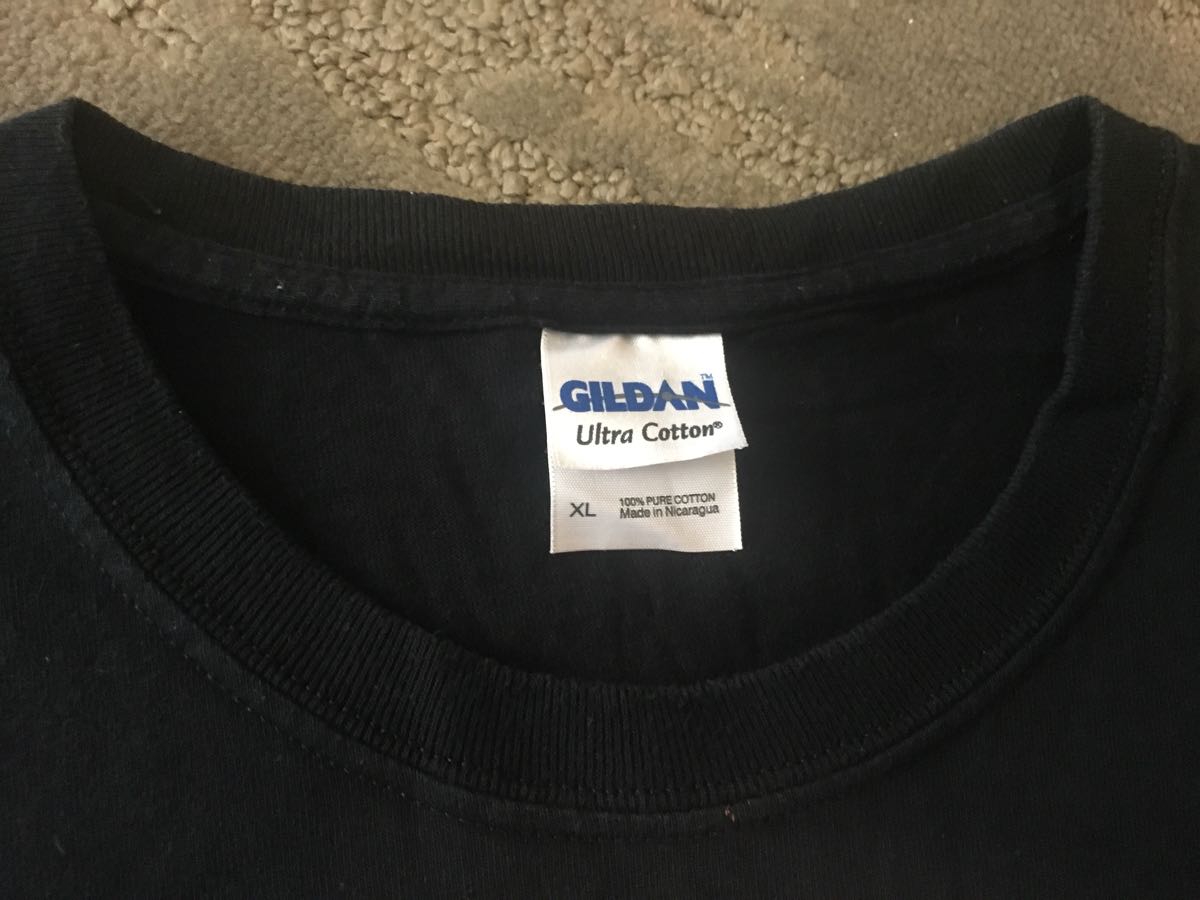 GILDAN™
Ultra Cotton®
XL
100% PURE COTTON
Made in Nicaragua